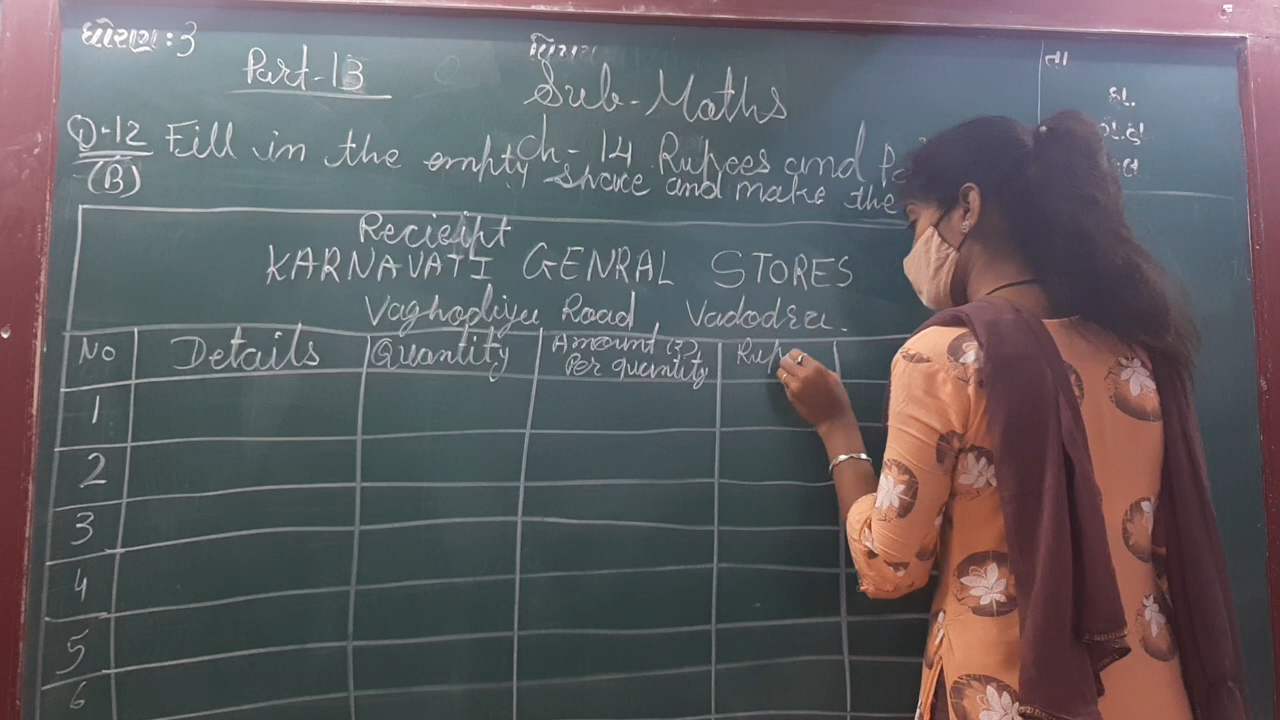 ધોરણ : 3
Part-13
વિષય
Sub-Maths
તા
Q-12 Fill in the empty space and make the
(B)
Ch-14 Rupees and
Recieipt
KARNAVATI GENRAL STORES
Vaghodiya Road Vadodra.
No Details Quantity Amount (₹) Per quantity Rup
1
2
3
4
5
6